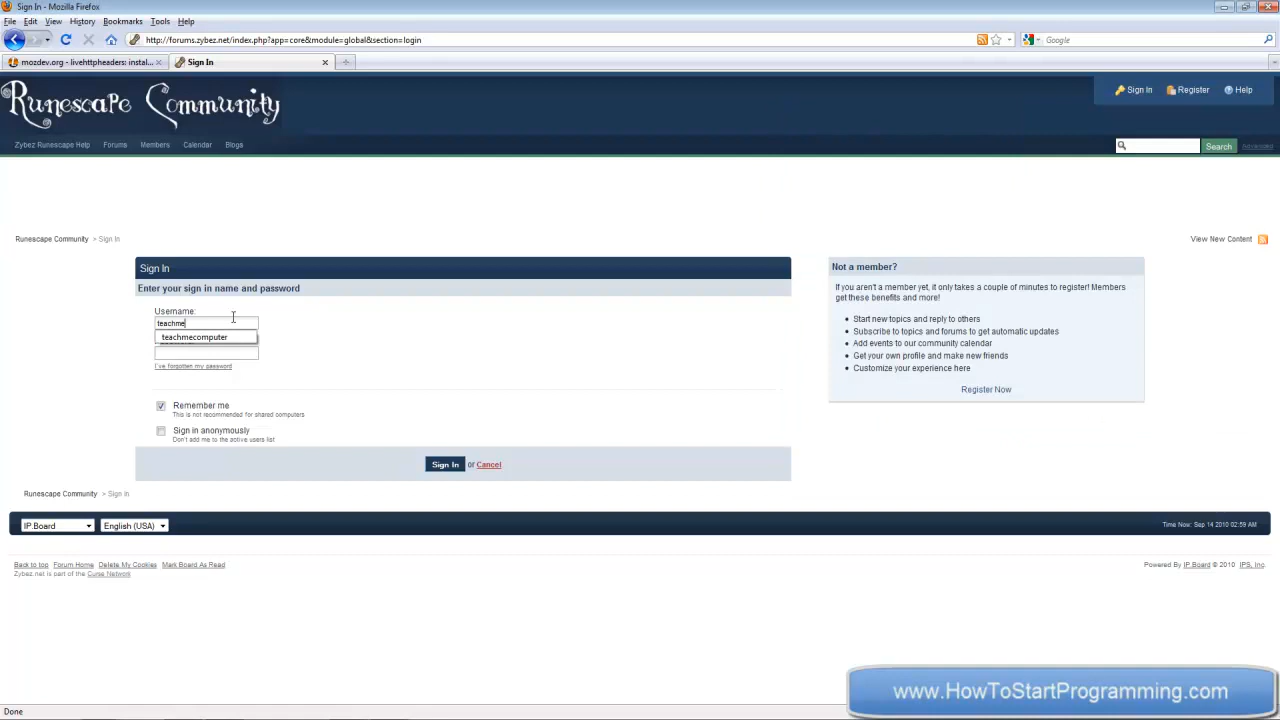 Sign In - Mozilla Firefox
File Edit View History Bookmarks Tools Help
http://forums.zybez.net/index.php?app=core&module=global&section=login
Google
mozdev.org - livehttpheaders: instal...
Sign In
Runescape Community
Sign In Register Help
Zybez Runescape Help Forums Members Calendar Blogs
Search Advanced
Runescape Community > Sign In
View New Content
Sign In
Enter your sign in name and password
Username:
teachme
teachmecomputer
I've forgotten my password
Remember me
This is not recommended for shared computers
Sign in anonymously
Don't add me to the active users list
Sign In or Cancel
Not a member?
If you aren't a member yet, it only takes a couple of minutes to register! Members
get these benefits and more!
Start new topics and reply to others
Subscribe to topics and forums to get automatic updates
Add events to our community calendar
Get your own profile and make new friends
Customize your experience here
Register Now
Runescape Community > Sign In
IP.Board English (USA)
Time Now: Sep 14 2010 02:59 AM
Back to top Forum Home Delete My Cookies Mark Board As Read
Zybez.net is part of the Curse Network
Powered By IP.Board © 2010 IPS, Inc.
www.HowToStartProgramming.com
Done